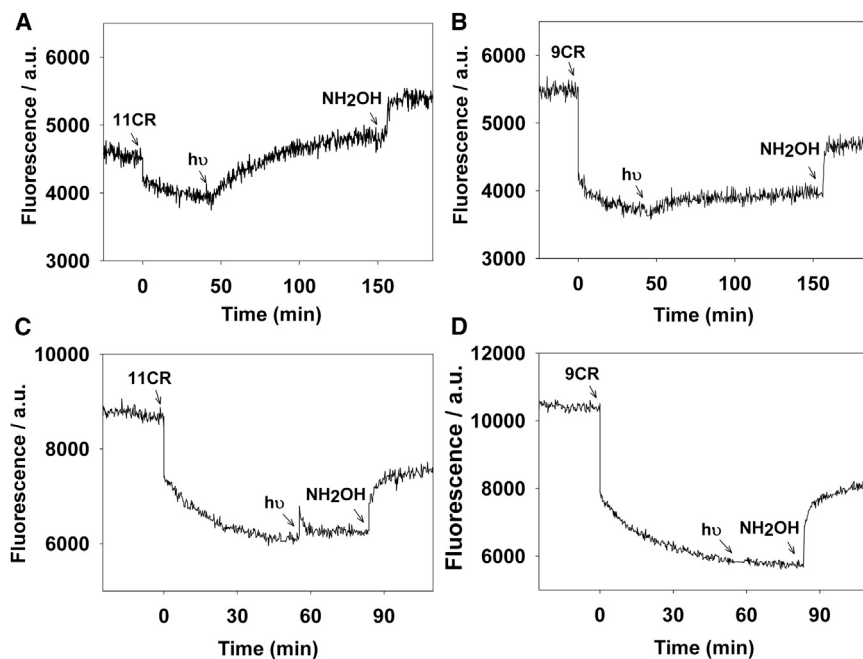 A
Fluorescence / a.u.
6000
5000
4000
3000
11CR
hυ
NH2OH
0 50 100 150
Time (min)
B
Fluorescence / a.u.
6000
5000
4000
3000
9CR
hυ
NH2OH
0 50 100 150
Time (min)
C
Fluorescence / a.u.
10000
8000
6000
11CR
hυ
NH2OH
0 30 60 90
Time (min)
D
Fluorescence / a.u.
12000
10000
8000
6000
9CR
hυ
NH2OH
0 30 60 90
Time (min)